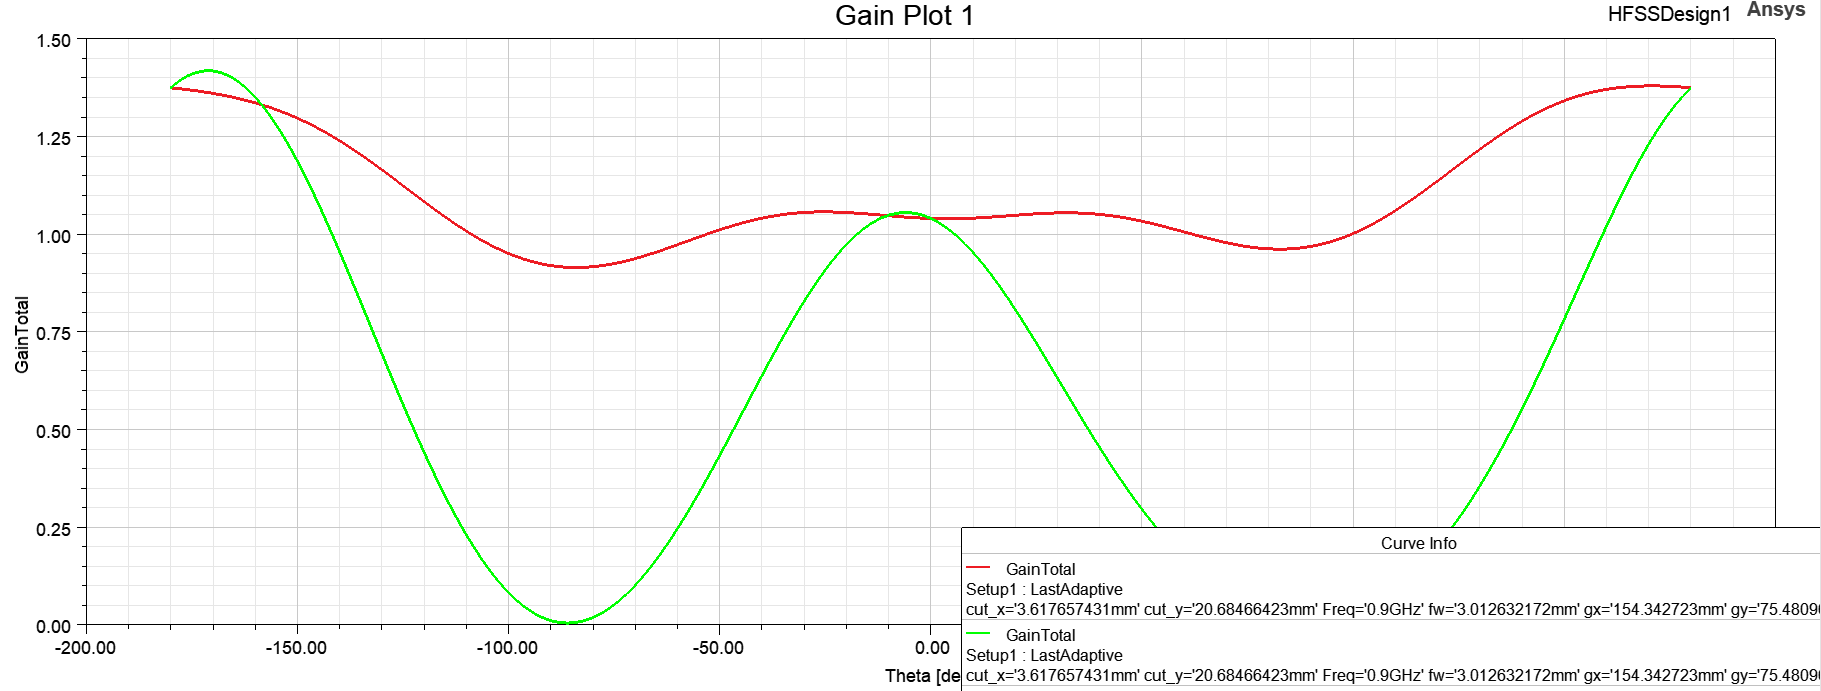 Gain Plot 1
HFSSDesign1
Ansys
1.50
1.25
1.00
0.75
0.50
0.25
0.00
GainTotal
-200.00
-150.00
-100.00
-50.00
0.00
Theta [de
Curve Info
GainTotal
Setup1 : LastAdaptive
cut_x='3.617657431mm' cut_y='20.68466423mm' Freq='0.9GHz' fw='3.012632172mm' gx='154.342723mm' gy='75.4809
GainTotal
Setup1 : LastAdaptive
cut_x='3.617657431mm' cut_y='20.68466423mm' Freq='0.9GHz' fw='3.012632172mm' gx='154.342723mm' gy='75.4809